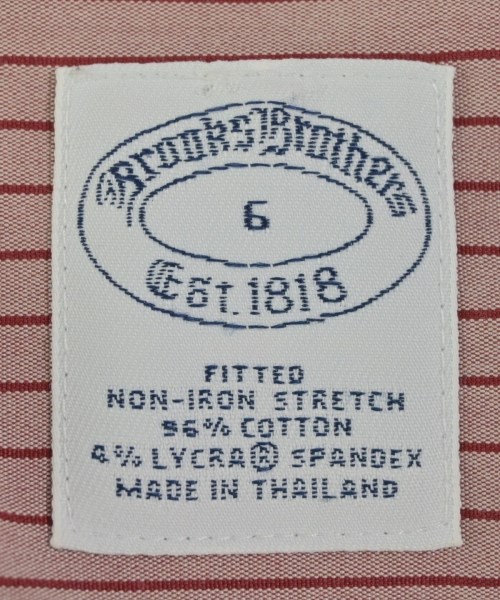 Brooks Brothers
6
Est. 1818
FITTED
NON-IRON STRETCH
96% COTTON
4% LYCRA® SPANDEX
MADE IN THAILAND